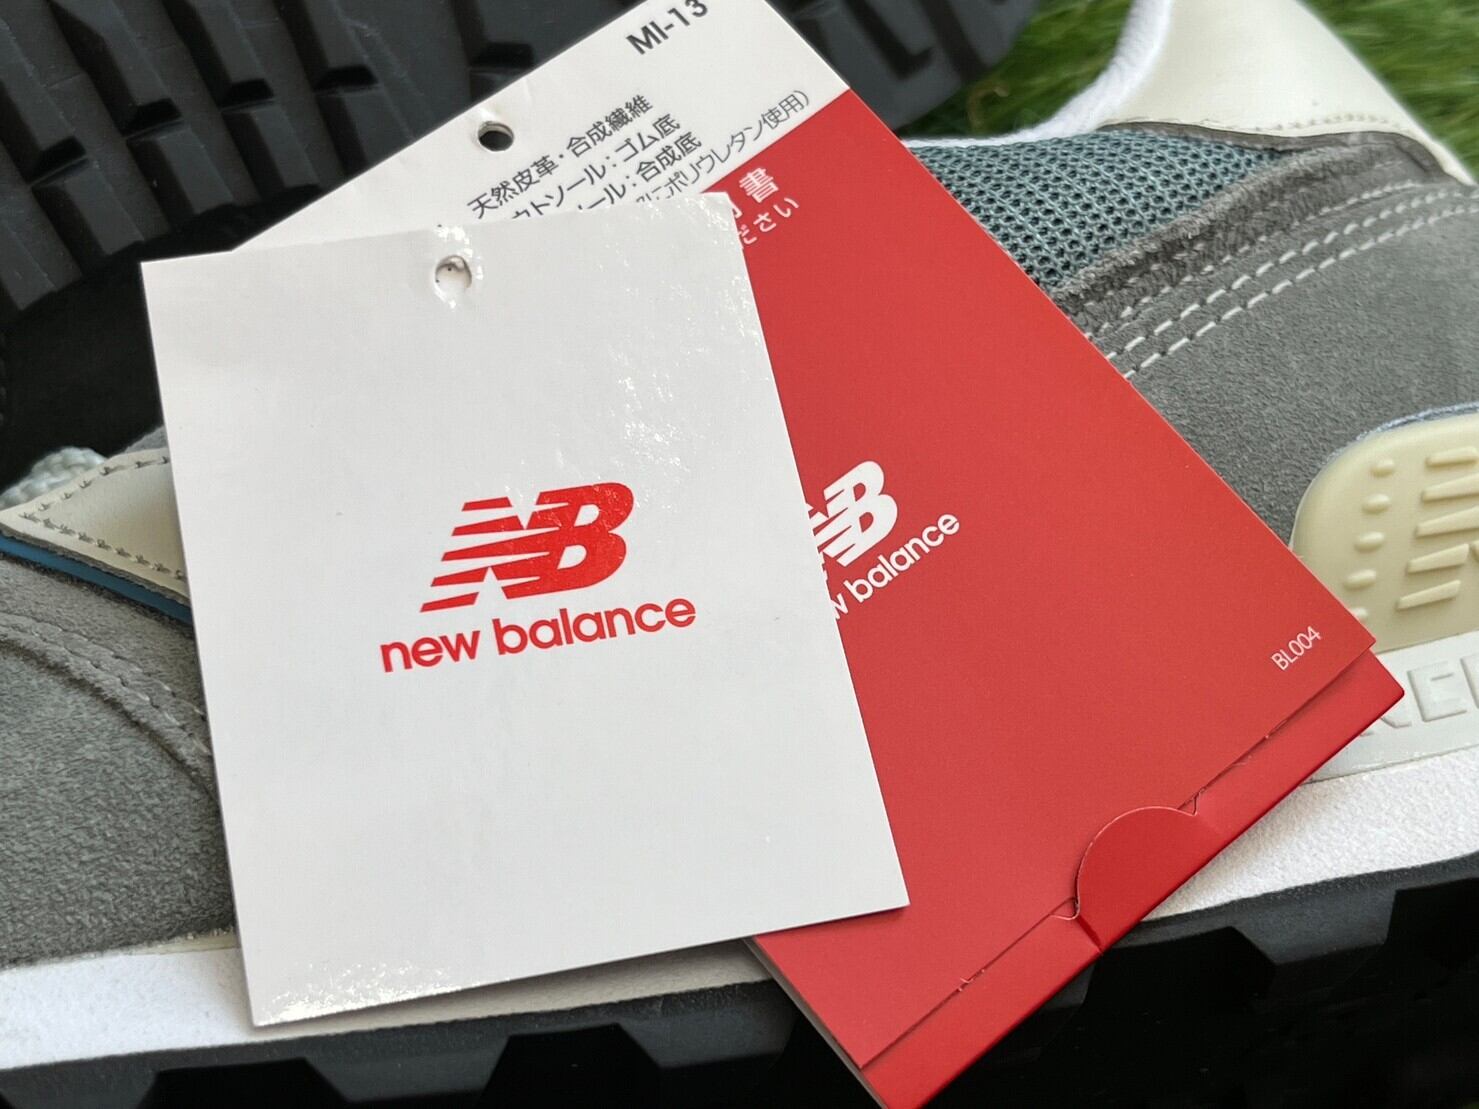 MI-13
天然皮革・合成繊維
ウトソール:ゴム底
ール:合成底
にポリウレタン使用)
書
ださい
NB
new balance
NB
new balance
BL004